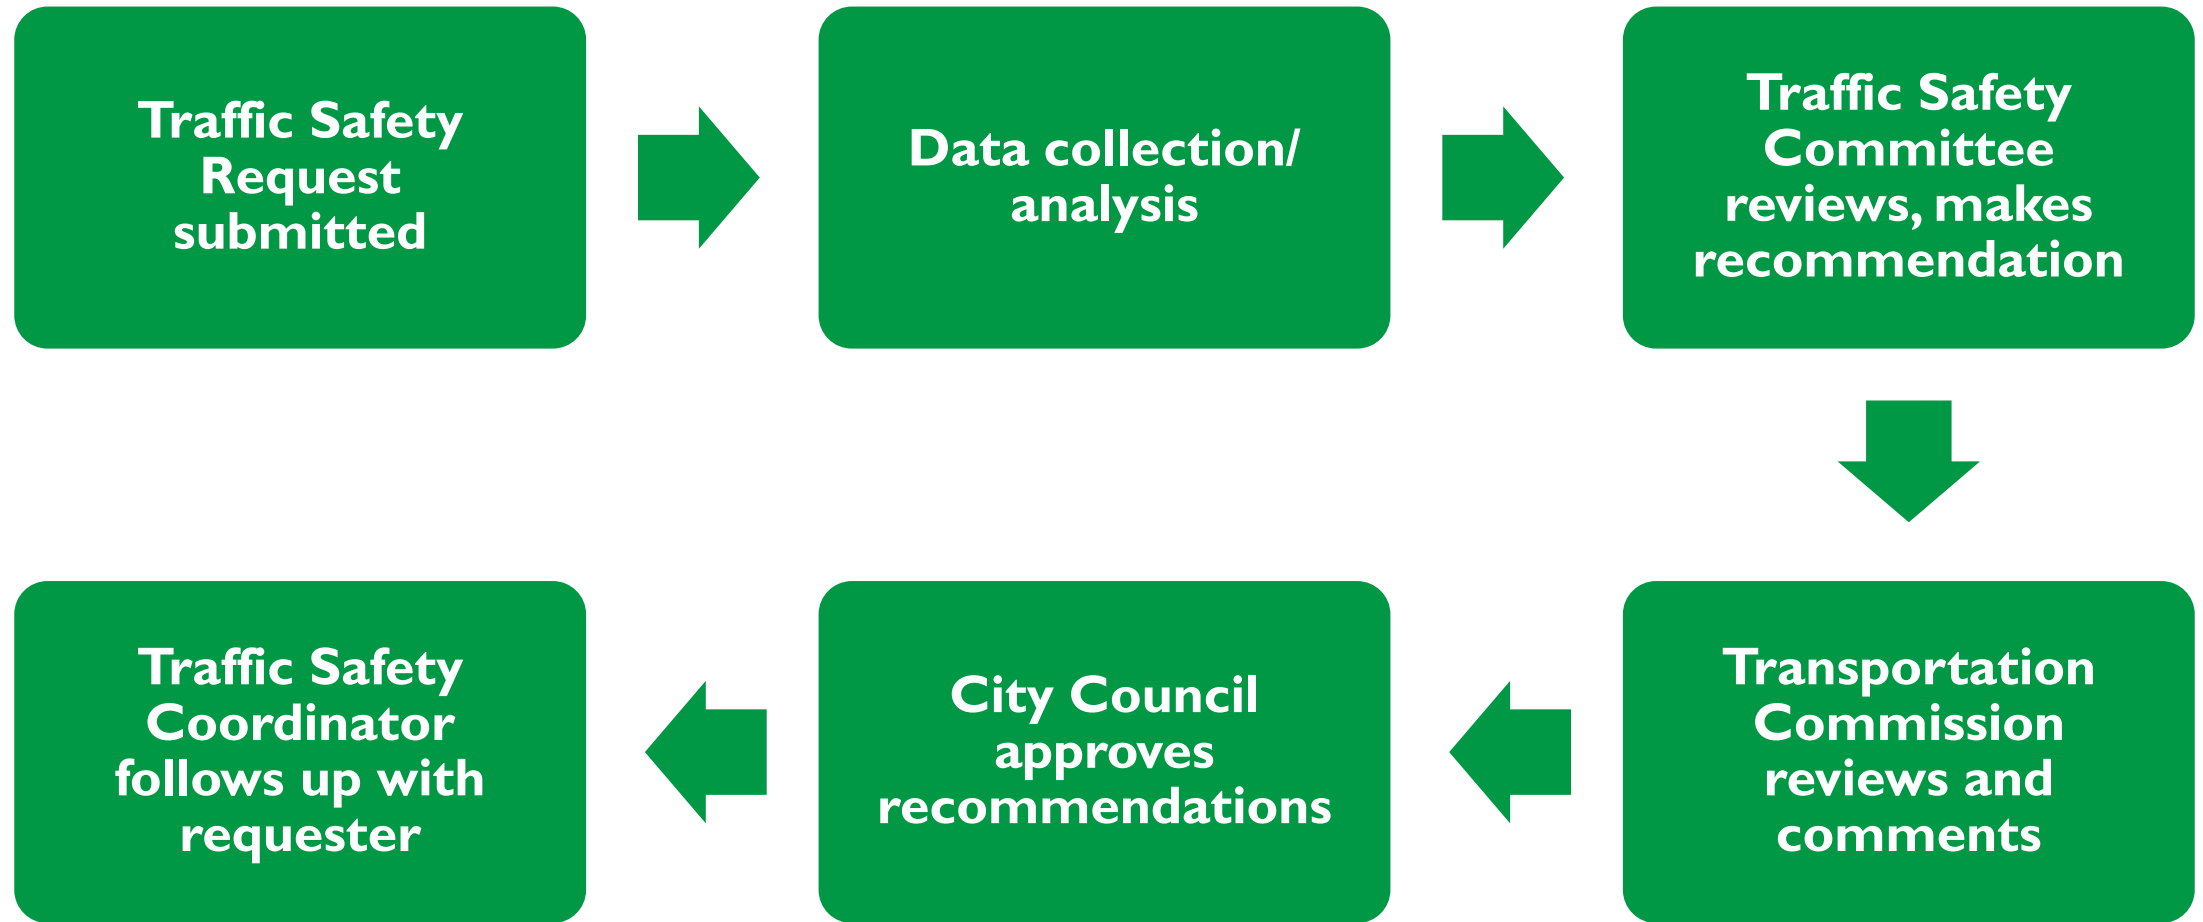 Traffic Safety
Request
submitted
Data collection/
analysis
Traffic Safety
Committee
reviews, makes
recommendation
Transportation
Commission
reviews and
comments
City Council
approves
recommendations
Traffic Safety
Coordinator
follows up with
requester